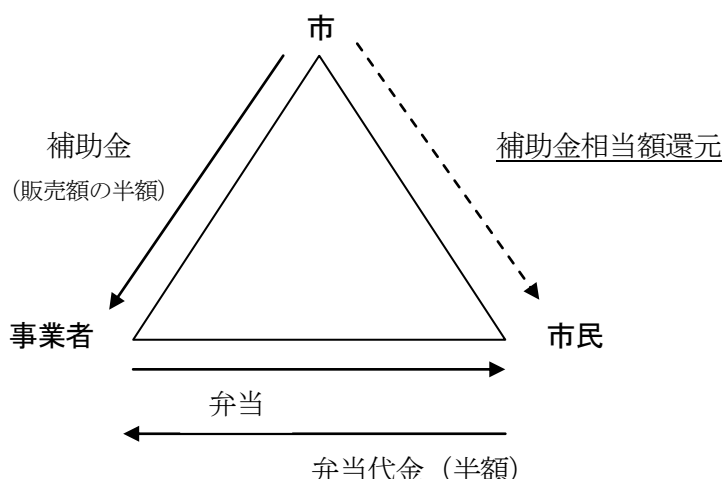 市
補助金
(販売額の半額)
補助金相当額還元
事業者
市民
弁当
弁当代金（半額）